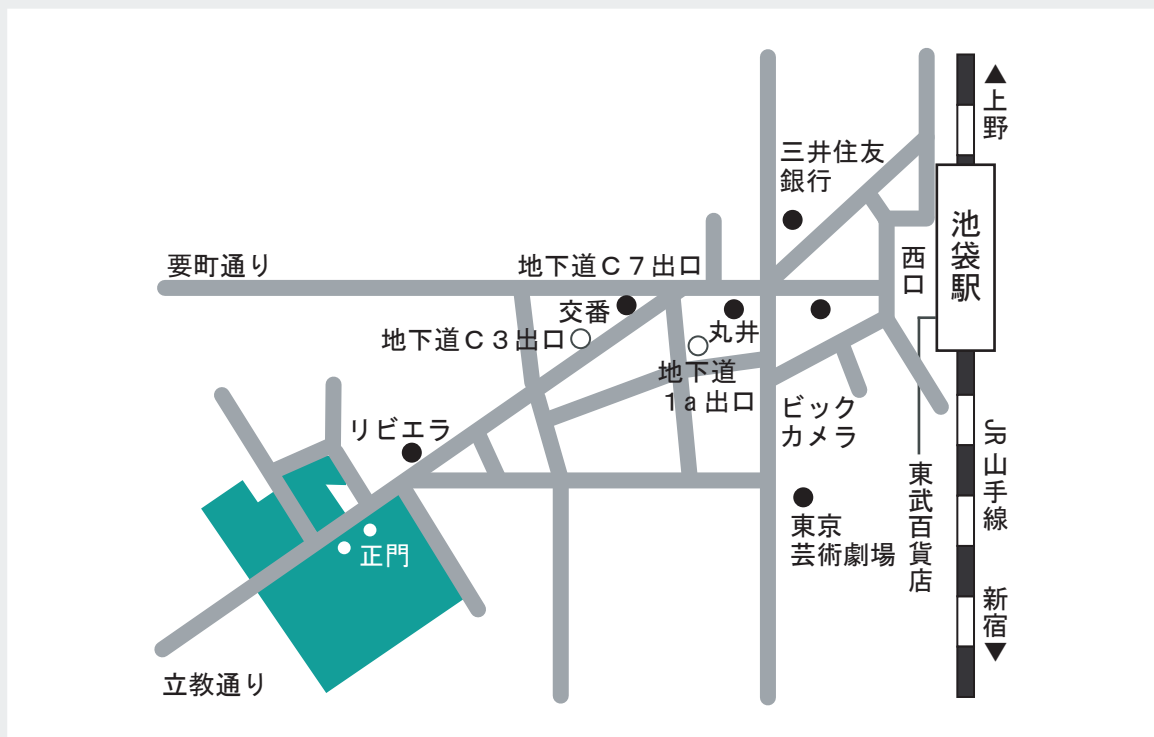 ▲上野
三井住友
銀行
池袋駅
西口
要町通り
地下道C7出口
交番
丸井
地下道C3出口
地下道
1a出口
ビック
カメラ
リビエラ
JR山手線
東武百貨店
東京
芸術劇場
正門
新宿▼
立教通り